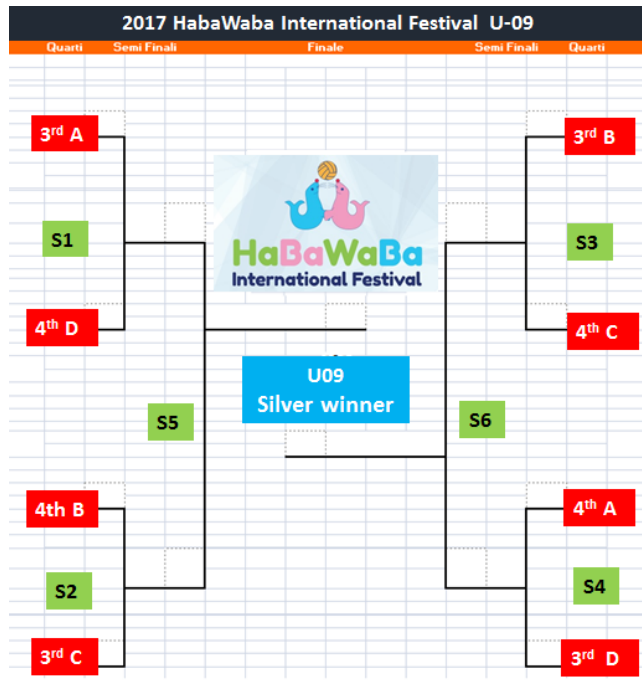 2017 HabaWaba International Festival U-09
Quarti Semi Finali Finale Semi Finali Quarti
3rd A
3rd B
S1
HaBaWaBa
International Festival
S3
4th D
4th C
U09
Silver winner
S5
S6
4th B
4th A
S2
S4
3rd C
3rd D